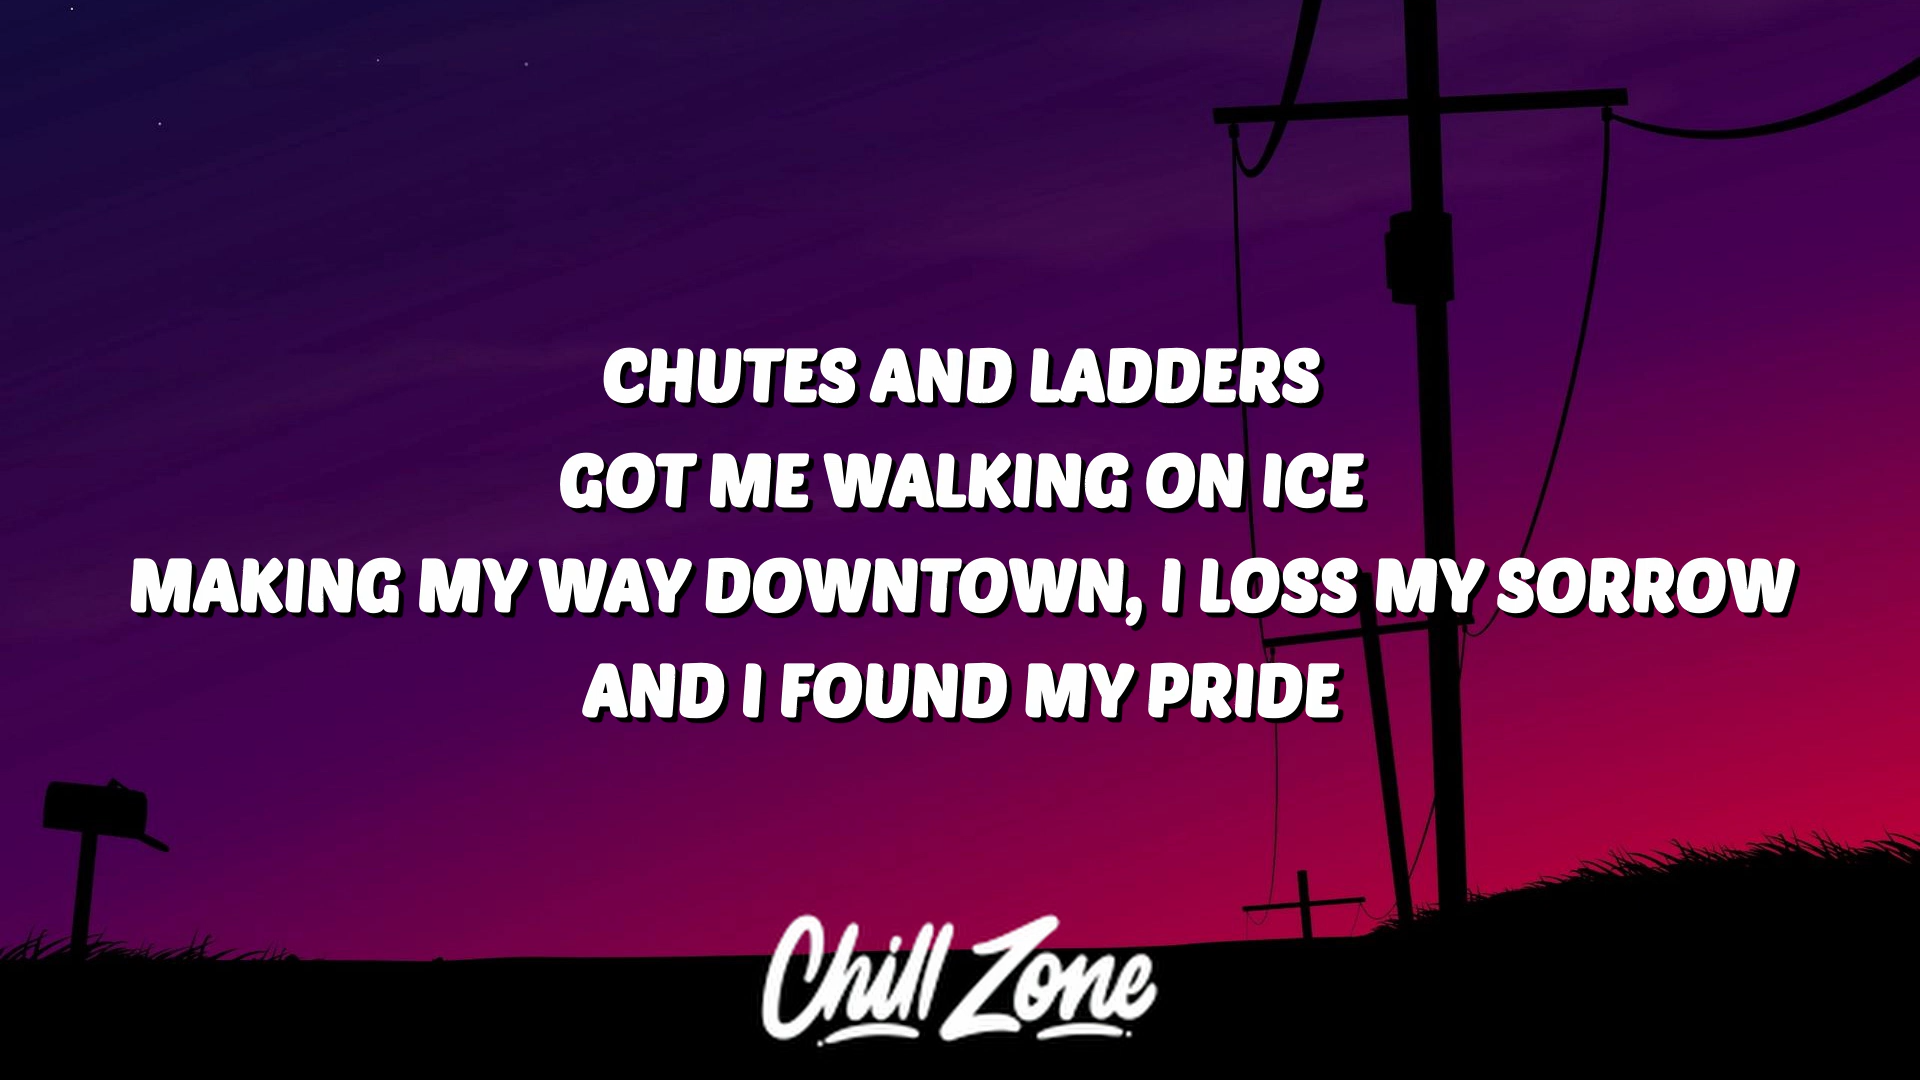 CHUTES AND LADDERS
GOT ME WALKING ON ICE
MAKING MY WAY DOWNTOWN, I LOSS MY SORROW
AND I FOUND MY PRIDE
Chill Zone